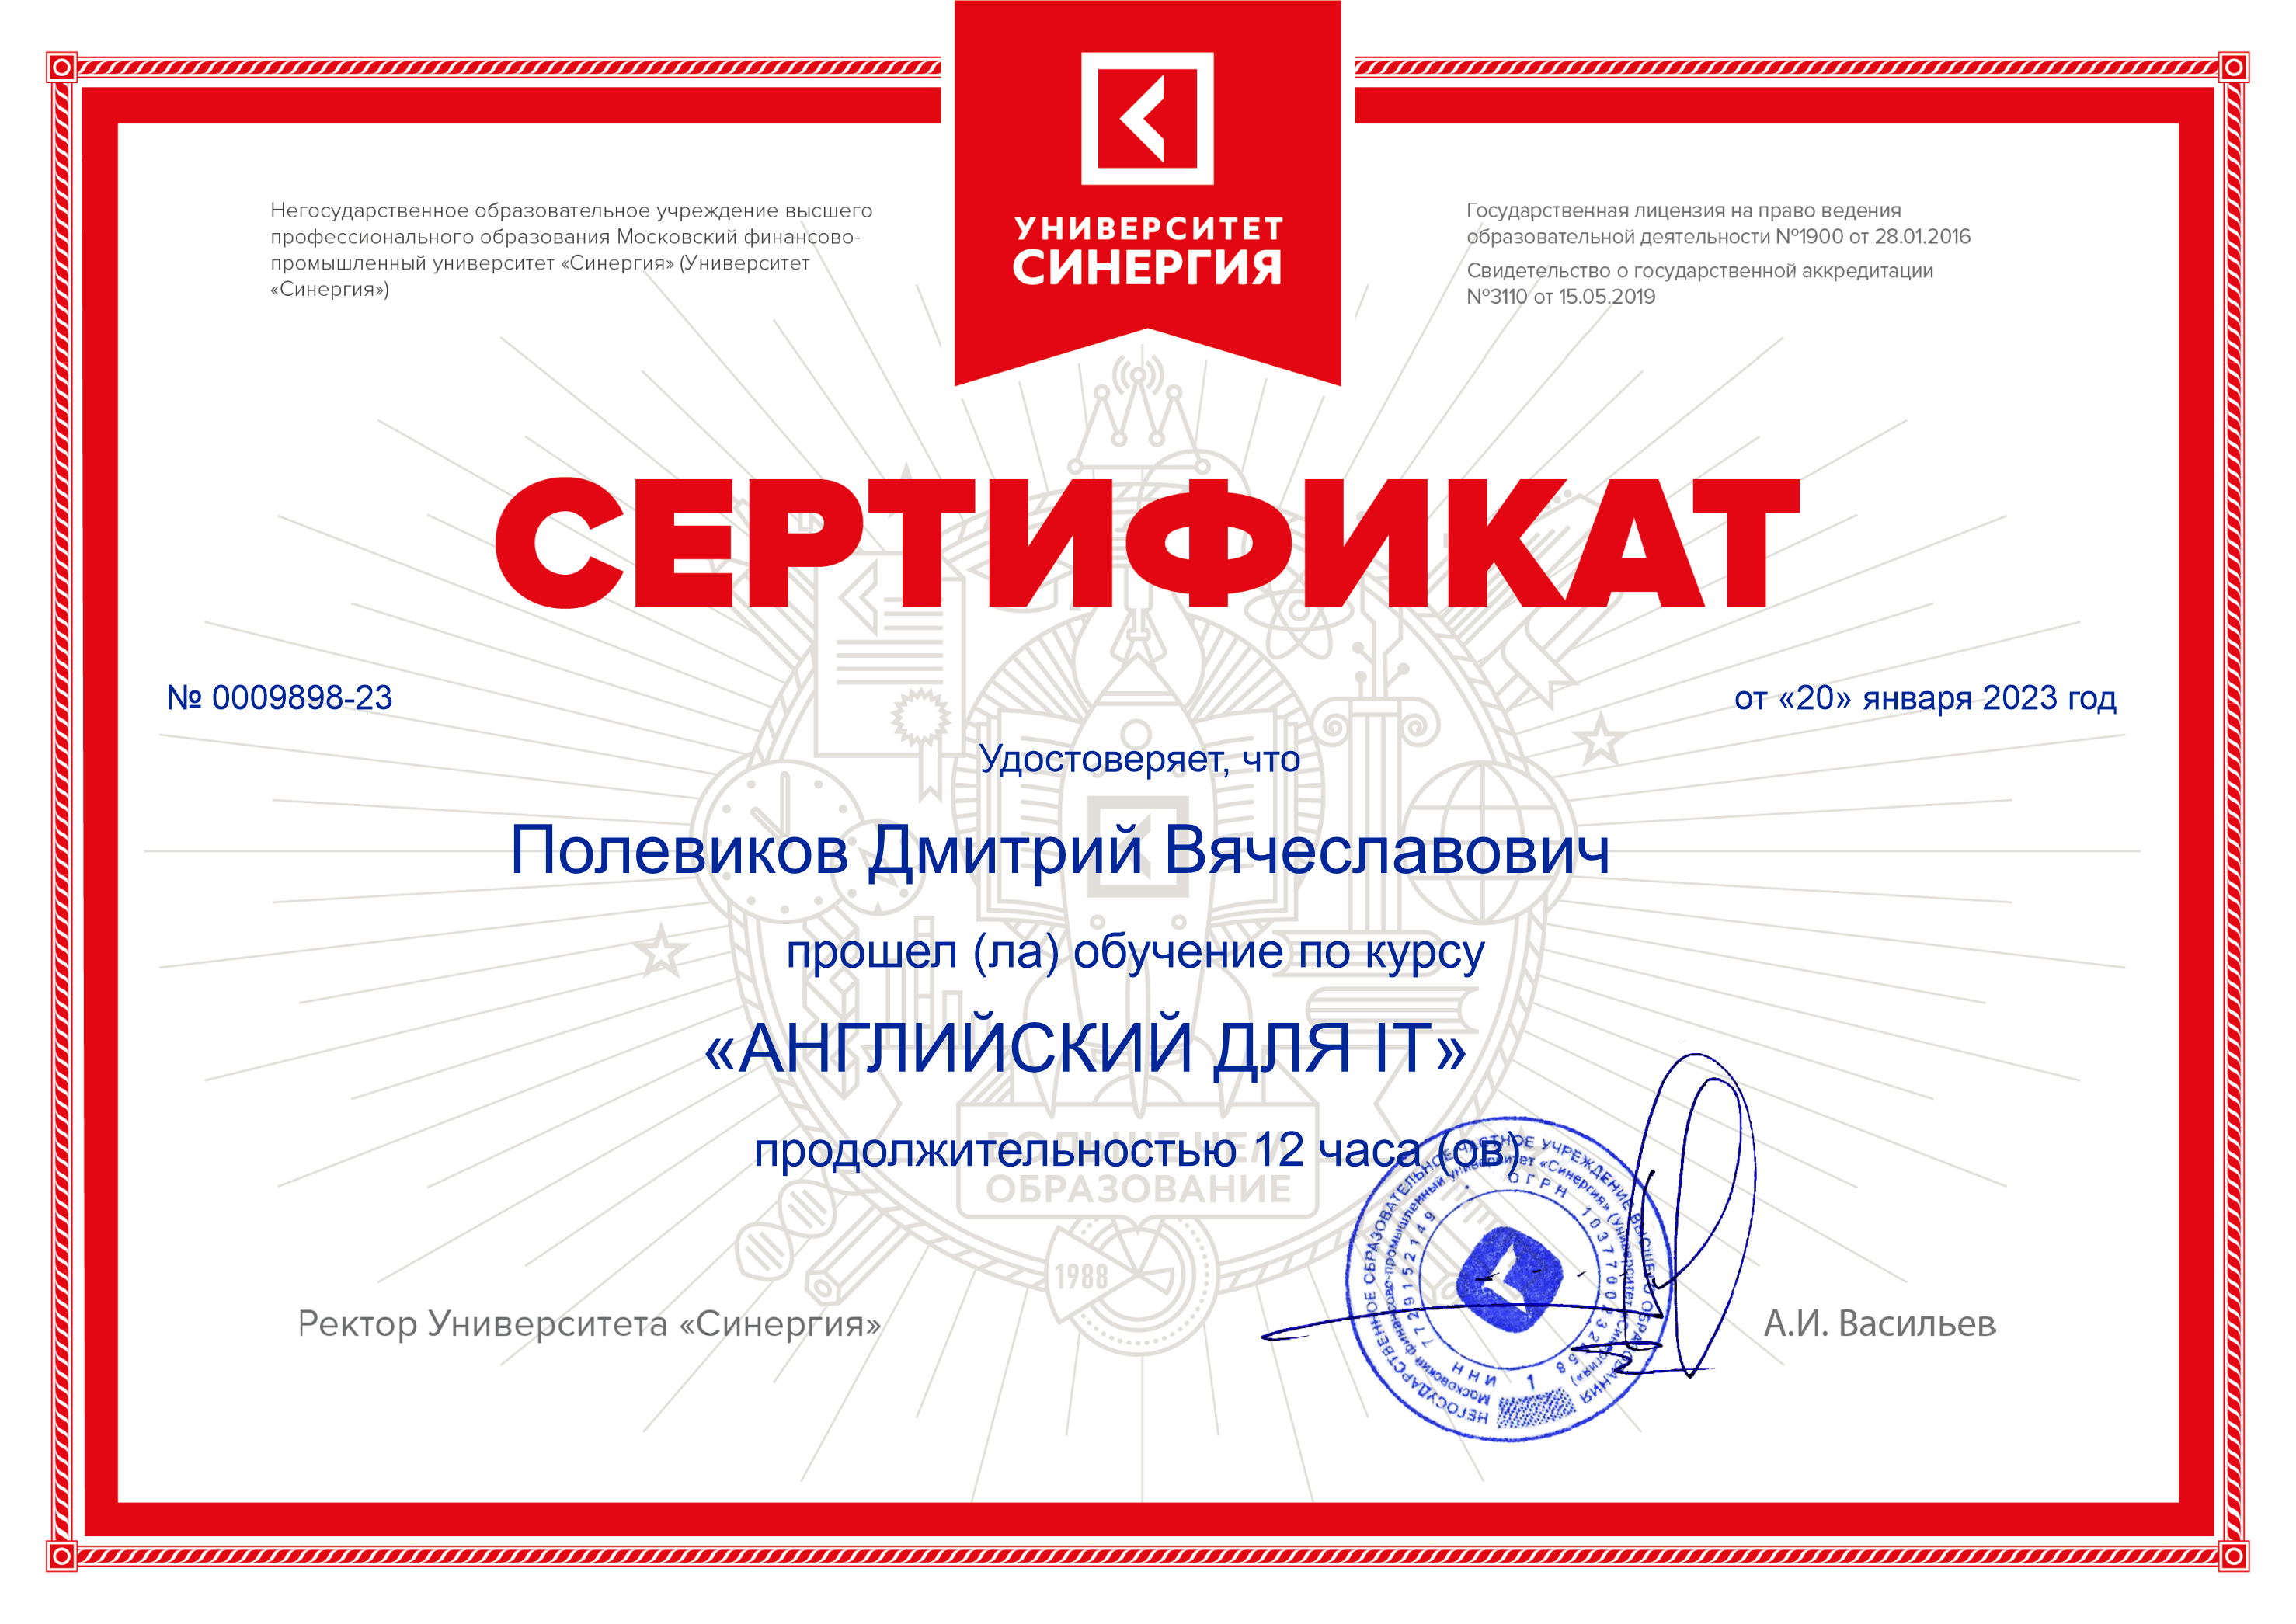 УНИВЕРСИТЕТ
СИНЕРГИЯ
Негосударственное образовательное учреждение высшего
профессионального образования Московский финансово-
промышленный университет «Синергия» (Университет
«Синергия»)
Государственная лицензия на право ведения
образовательной деятельности №1900 от 28.01.2016
Свидетельство о государственной аккредитации
№3110 от 15.05.2019
СЕРТИФИКАТ
№ 0009898-23
от «20» января 2023 год
Удостоверяет, что
Полевиков Дмитрий Вячеславович
прошел (ла) обучение по курсу
«АНГЛИЙСКИЙ ДЛЯ IT»
продолжительностью 12 часа (ов)
БОЛЬШЕ ЧЕМ
ОБРАЗОВАНИЕ
1988
Ректор Университета «Синергия»
А.И. Васильев
НЕГОСУДАРСТВЕННОЕ ОБРАЗОВАТЕЛЬНОЕ ЧАСТНОЕ УЧРЕЖДЕНИЕ ВЫСШЕГО ОБРАЗОВАНИЯ
Московский финансово-промышленный университет «Синергия» (Университет «Синергия»)
ИНН 7729152149 · ОГРН
1